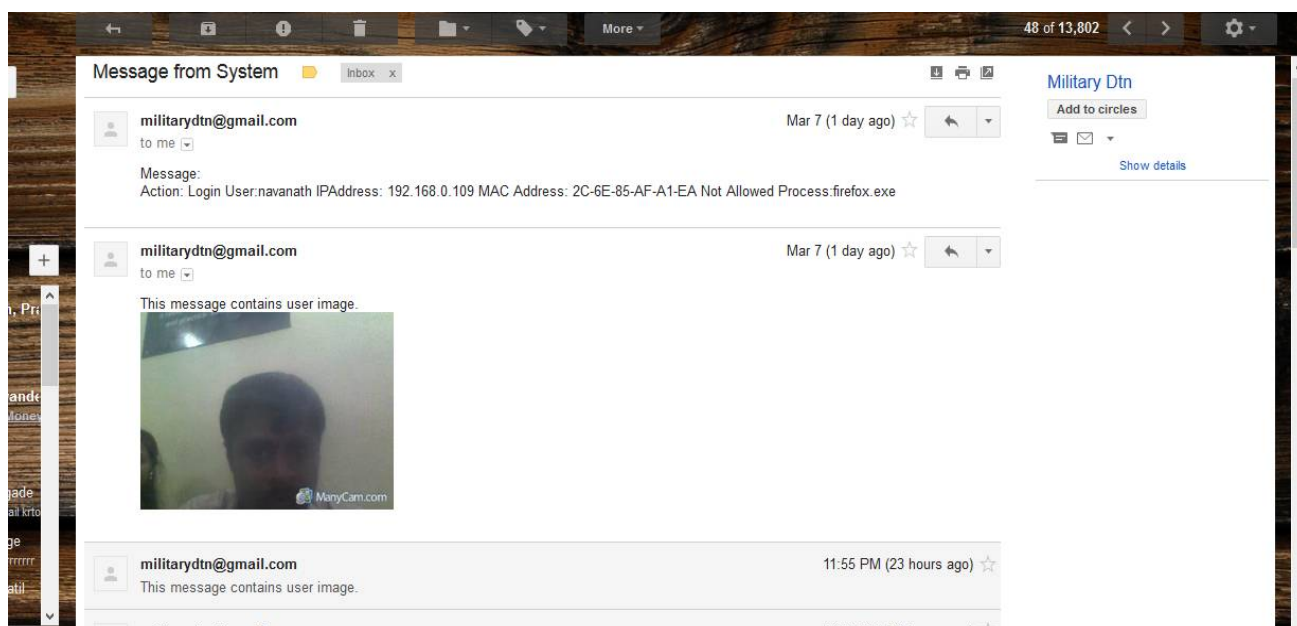 More
48 of 13,802
Message from System
Inbox x
Military Dtn
Add to circles
Show details
militarydtn@gmail.com
Mar 7 (1 day ago)
to me
Message:
Action: Login User:navanath IPAddress: 192.168.0.109 MAC Address: 2C-6E-85-AF-A1-EA Not Allowed Process:firefox.exe
militarydtn@gmail.com
Mar 7 (1 day ago)
to me
This message contains user image.
ManyCam.com
militarydtn@gmail.com
11:55 PM (23 hours ago)
This message contains user image.